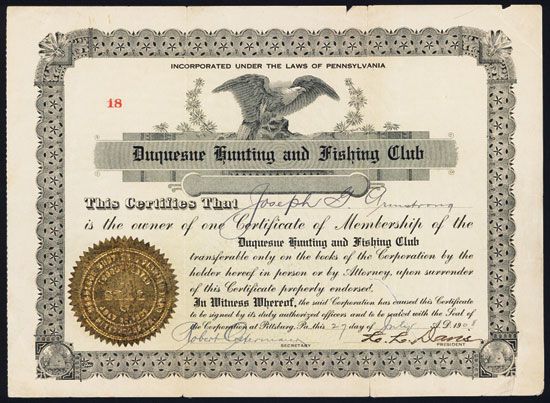 INCORPORATED UNDER THE LAWS OF PENNSYLVANIA
18
Duquesne Hunting and Fishing Club
This Certifies That Joseph G Armstrong
is the owner of one Certificate of Membership of the
Duquesne Hunting and Fishing Club
transferable only on the books of the Corporation by the
holder hereof in person or by Attorney, upon surrender
of this Certificate properly endorsed.
In Witness Whereof, the said Corporation has caused this Certificate
to be signed by its duly authorized officers and to be sealed with the Seal of
the Corporation at Pittsburg, Pa. this 27 day of July A.D. 1908
Robert
SECRETARY
Davis
PRESIDENT